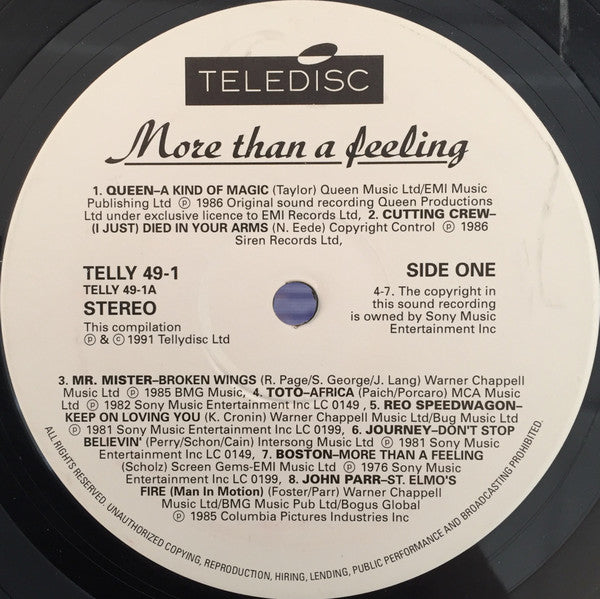 TELEDISC
More than a feeling
1. QUEEN–A KIND OF MAGIC (Taylor) Queen Music Ltd/EMI Music
Publishing Ltd ℗ 1986 Original sound recording Queen Productions
Ltd under exclusive licence to EMI Records Ltd, 2. CUTTING CREW–
(I JUST) DIED IN YOUR ARMS (N. Eede) Copyright Control ℗ 1986
Siren Records Ltd,
TELLY 49-1
TELLY 49-1A
STEREO
This compilation
℗ & © 1991 Tellydisc Ltd
SIDE ONE
4-7. The copyright in
this sound recording
is owned by Sony Music
Entertainment Inc
3. MR. MISTER–BROKEN WINGS (R. Page/S. George/J. Lang) Warner Chappell
Music Ltd ℗ 1985 BMG Music, 4. TOTO–AFRICA (Paich/Porcaro) MCA Music
Ltd ℗ 1982 Sony Music Entertainment Inc LC 0149 , 5. REO SPEEDWAGON–
KEEP ON LOVING YOU (K. Cronin) Warner Chappell Music Ltd/Bug Music Ltd
℗ 1981 Sony Music Entertainment Inc LC 0199, 6. JOURNEY–DON'T STOP
BELIEVIN' (Perry/Schon/Cain) Intersong Music Ltd ℗ 1981 Sony Music
Entertainment Inc LC 0149, 7. BOSTON–MORE THAN A FEELING
(Scholz) Screen Gems-EMI Music Ltd ℗ 1976 Sony Music
Entertainment Inc LC 0199, 8. JOHN PARR–ST. ELMO'S
FIRE (Man In Motion) (Foster/Parr) Warner Chappell
Music Ltd/BMG Music Pub Ltd/Bogus Global
℗ 1985 Columbia Pictures Industries Inc
ALL RIGHTS RESERVED. UNAUTHORIZED COPYING, REPRODUCTION, HIRING, LENDING, PUBLIC PERFORMANCE AND BROADCASTING PROHIBITED.